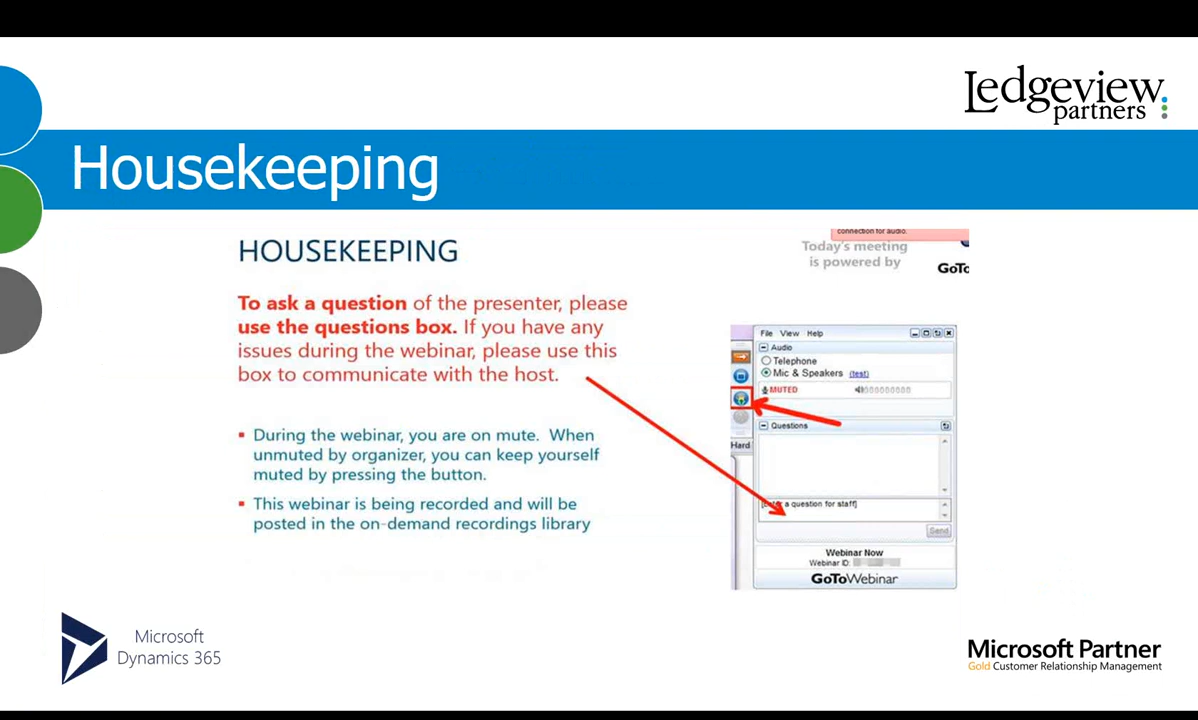 Ledgeview
partners
Housekeeping
HOUSEKEEPING
To ask a question of the presenter, please
use the questions box. If you have any
issues during the webinar, please use this
box to communicate with the host.
▪ During the webinar, you are on mute. When
unmuted by organizer, you can keep yourself
muted by pressing the button.
▪ This webinar is being recorded and will be
posted in the on-demand recordings library
connection for audio.
Today's meeting
is powered by
GoTo
File View Help
Audio
Telephone
Mic & Speakers (test)
MUTED
Hard
Questions
a question for staff]
Send
Webinar Now
Webinar ID:
GoToWebinar
Microsoft
Dynamics 365
Microsoft Partner
Gold Customer Relationship Management